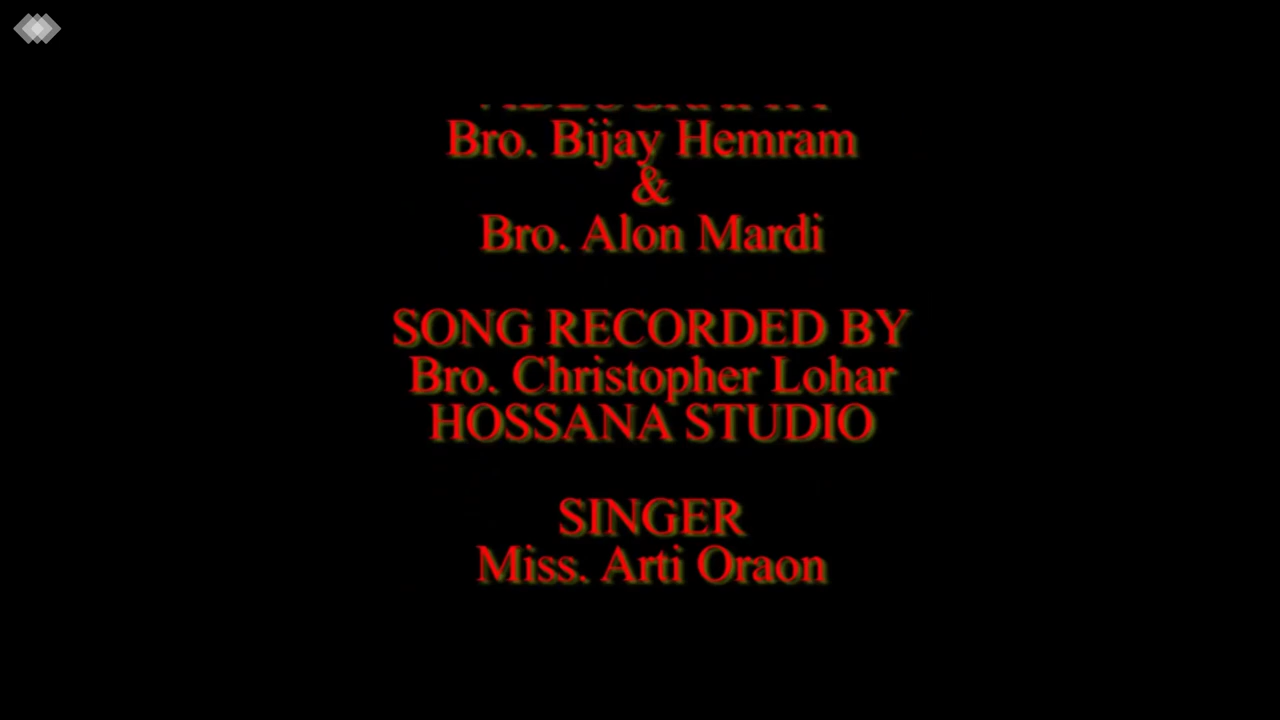 Bro. Bijay Hemram
&
Bro. Alon Mardi
SONG RECORDED BY
Bro. Christopher Lohar
HOSSANA STUDIO
SINGER
Miss. Arti Oraon